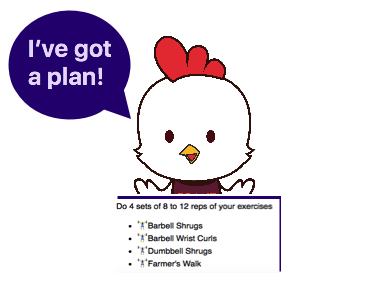 I've got
a plan!
Do 4 sets of 8 to 12 reps of your exercises
Barbell Shrugs
Barbell Wrist Curls
Dumbbell Shrugs
Farmer's Walk